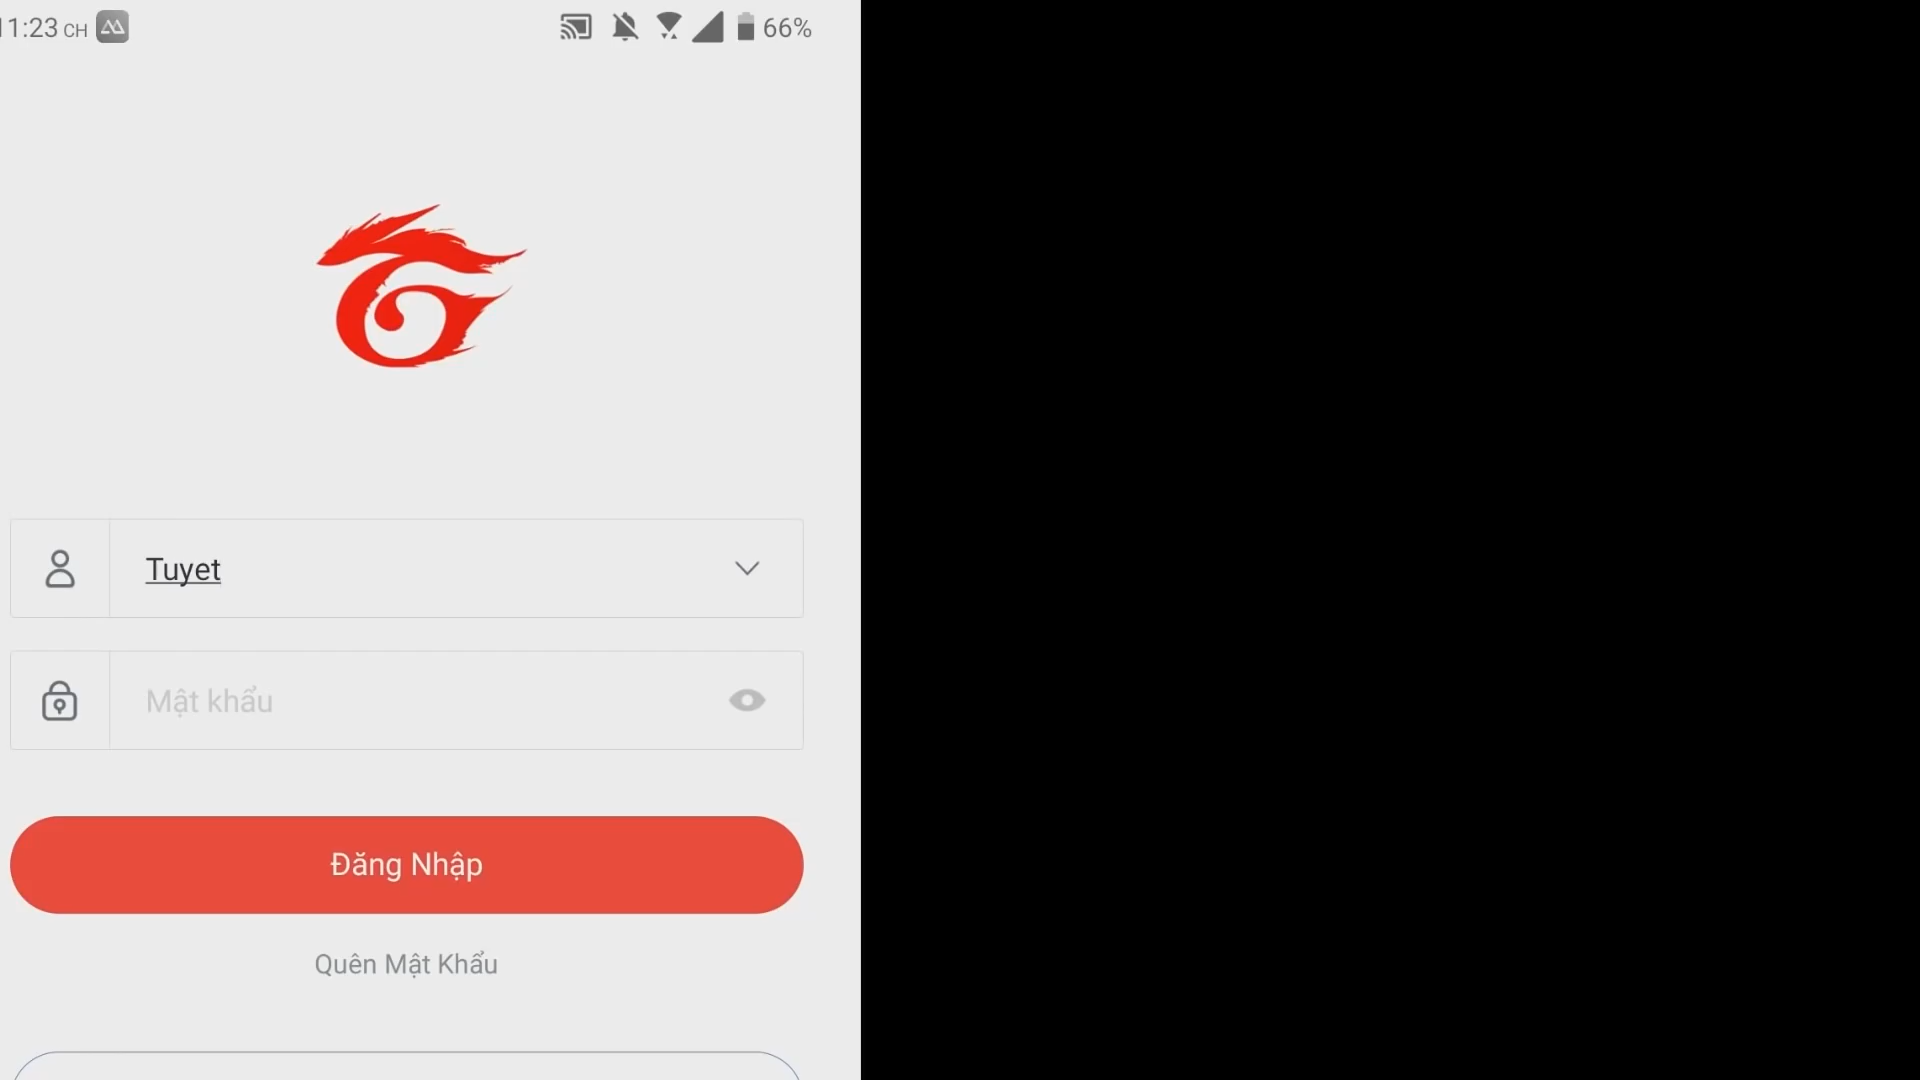 11:23 CH
66%
Tuyet
Mật khẩu
Đăng Nhập
Quên Mật Khẩu